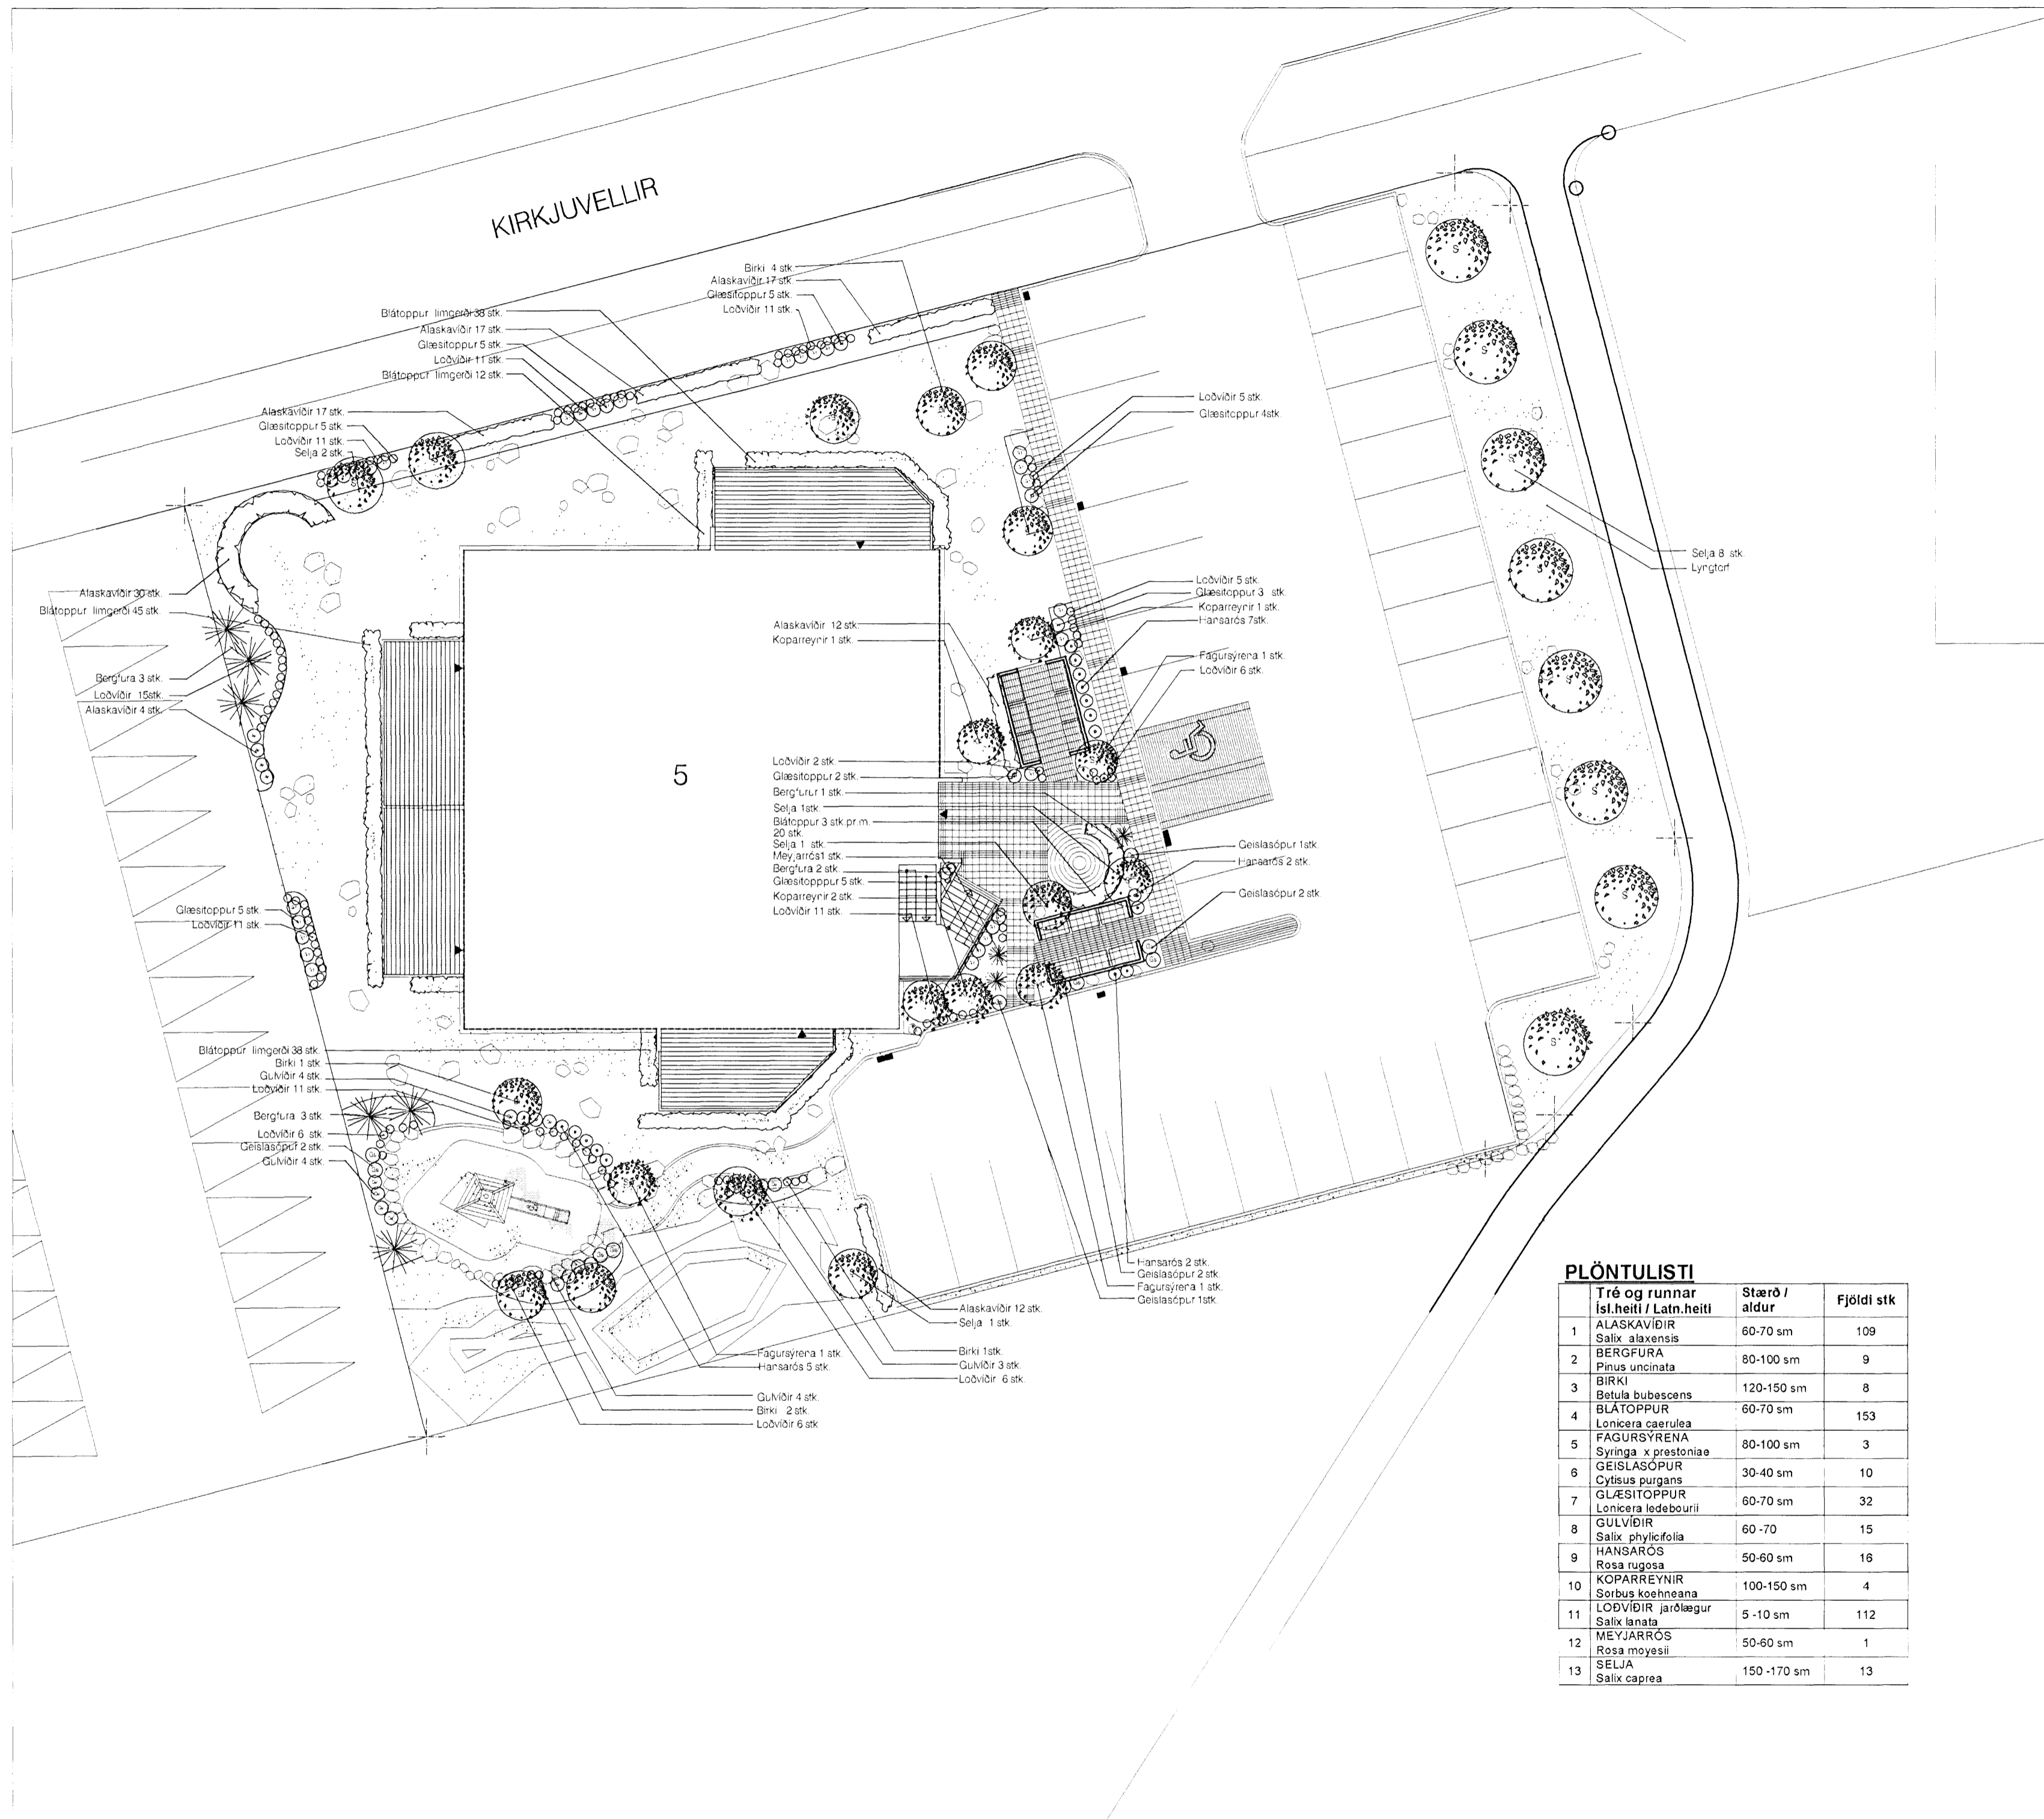 KIRKJUVELLIR
Birki 4 stk.
Alaskavíðir 17 stk.
Glæsitoppur 5 stk.
Loðvíðir 11 stk.
Blátoppur limgerði 38 stk.
Alaskavíðir 17 stk.
Glæsitoppur 5 stk.
Loðvíðir 11 stk.
Blátoppur limgerði 12 stk.
Alaskavíðir 17 stk.
Glæsitoppur 5 stk.
Loðvíðir 11 stk.
Selja 2 stk.
Loðvíðir 5 stk.
Glæsitoppur 4stk.
Selja 8 stk.
Lyngtorf
Alaskavíðir 30 stk.
Blátoppur limgerði 45 stk.
Bergfura 3 stk.
Loðvíðir 15stk.
Alaskavíðir 4 stk.
Loðvíðir 5 stk.
Glæsitoppur 3 stk.
Koparreynir 1 stk.
Hansarós 7stk.
Fagursýrena 1 stk.
Loðvíðir 6 stk.
Alaskavíðir 12 stk.
Koparreynir 1 stk.
5
Loðvíðir 2 stk.
Glæsitoppur 2 stk.
Bergfurur 1 stk.
Selja 1stk.
Blátoppur 3 stk.pr.m.
20 stk.
Selja 1 stk.
Meyjarrós1 stk.
Bergfura 2 stk.
Glæsitopppur 5 stk.
Koparreynir 2 stk.
Loðvíðir 11 stk.
Geislasópur 1stk.
Hansarós 2 stk.
Geislasópur 2 stk.
Glæsitoppur 5 stk.
Loðvíðir 11 stk.
Blátoppur limgerði 38 stk.
Birki 1 stk.
Gulvíðir 4 stk.
Loðvíðir 11 stk.
Bergfura 3 stk.
Loðvíðir 6 stk.
Geislasópur 2 stk.
Gulvíðir 4 stk.
Hansarós 2 stk.
Geislasópur 2 stk.
Fagursýrena 1 stk.
Geislasópur 1stk.
Alaskavíðir 12 stk.
Selja 1 stk.
Birki 1stk.
Gulvíðir 3 stk.
Loðvíðir 6 stk.
Fagursýrena 1 stk.
Hansarós 5 stk.
Gulvíðir 4 stk.
Birki 2 stk.
Loðvíðir 6 stk
PLÖNTULISTI
Tré og runnar Stærð / Fjöldi stk
Ísl.heiti / Latn.heiti aldur
1 ALASKAVÍÐIR 60-70 sm 109
Salix alaxensis
2 BERGFURA 80-100 sm 9
Pinus uncinata
3 BIRKI 120-150 sm 8
Betula bubescens
4 BLÁTOPPUR 60-70 sm 153
Lonicera caerulea
5 FAGURSÝRENA 80-100 sm 3
Syringa x prestoniae
6 GEISLASÓPUR 30-40 sm 10
Cytisus purgans
7 GLÆSITOPPUR 60-70 sm 32
Lonicera ledebourii
8 GULVÍÐIR 60 -70 15
Salix phylicifolia
9 HANSARÓS 50-60 sm 16
Rosa rugosa
10 KOPARREYNIR 100-150 sm 4
Sorbus koehneana
11 LOÐVÍÐIR jarðlægur 5 -10 sm 112
Salix lanata
12 MEYJARRÓS 50-60 sm 1
Rosa moyesii
13 SELJA 150 -170 sm 13
Salix caprea